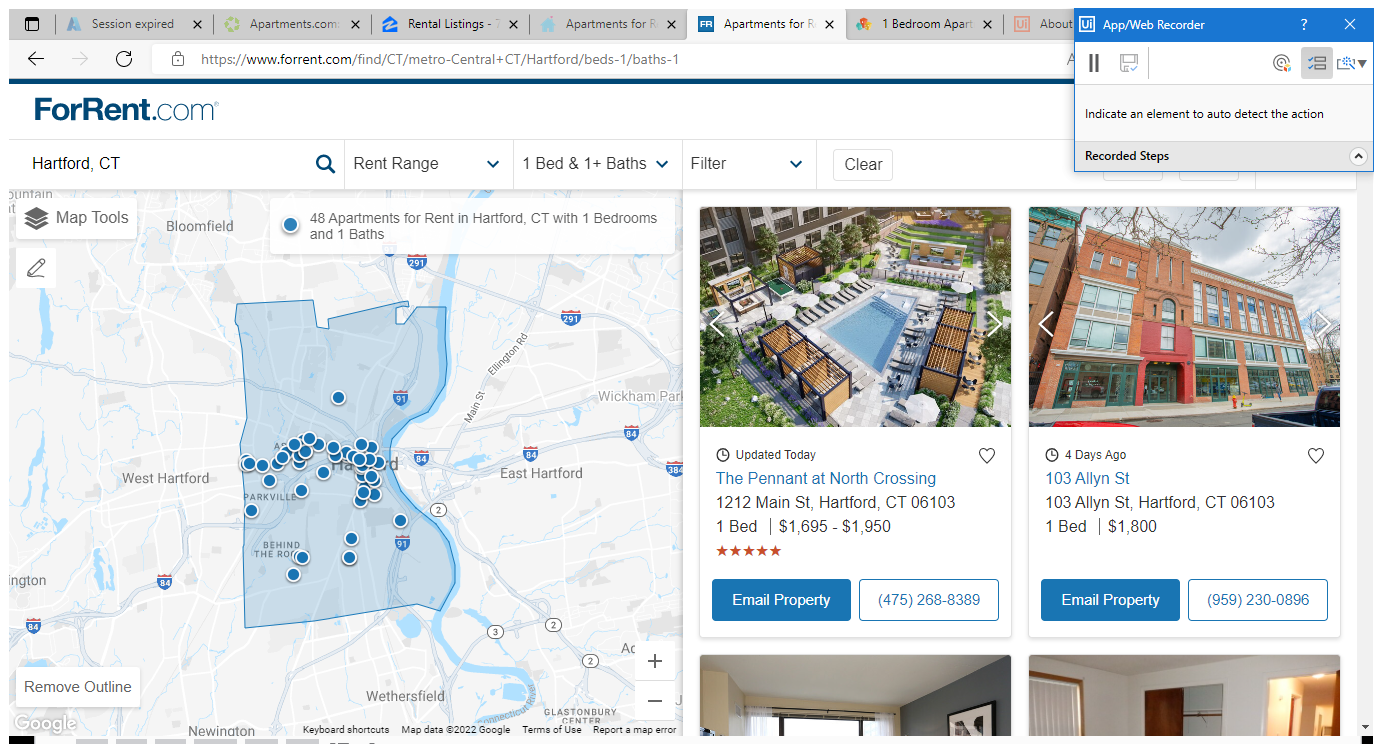 Session expired
Apartments.com
Rental Listings -
Apartments for R
Apartments for R
1 Bedroom Apart
About
App/Web Recorder
https://www.forrent.com/find/CT/metro-Central+CT/Hartford/beds-1/baths-1
Indicate an element to auto detect the action
Recorded Steps
ForRent.com
Hartford, CT
Rent Range
1 Bed & 1+ Baths
Filter
Clear
Map Tools
48 Apartments for Rent in Hartford, CT with 1 Bedrooms
and 1 Baths
Bloomfield
291
291
Ellington Rd
Main St
Wickham Park
91
84
84
84
384
West Hartford
East Hartford
PARKVILLE
2
BEHIND
THE ROC
91
ington
84
84
3
2
2
Remove Outline
Wethersfield
GLASTONBURY
CENTER
Connecticut River
Newington
Google
Keyboard shortcuts
Map data ©2022 Google
Terms of Use
Report a map error
Updated Today
The Pennant at North Crossing
1212 Main St, Hartford, CT 06103
1 Bed | $1,695 - $1,950
Email Property
(475) 268-8389
4 Days Ago
103 Allyn St
103 Allyn St, Hartford, CT 06103
1 Bed | $1,800
Email Property
(959) 230-0896